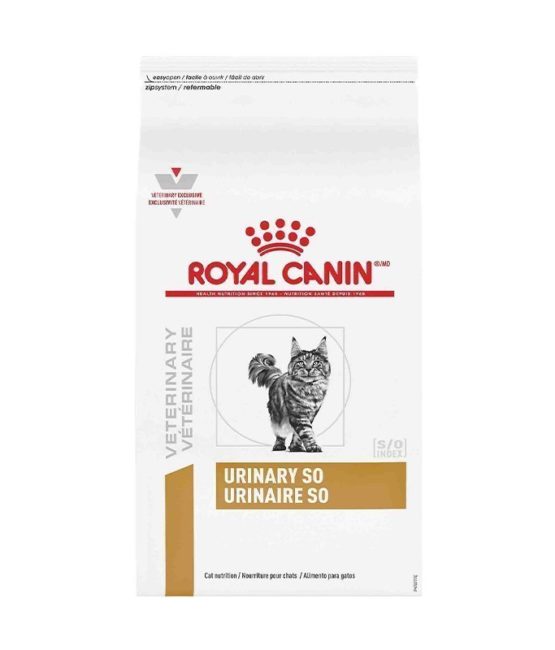 easyopen / facile à ouvrir / fácil de abrir
zipsystem / refermable
VETERINARY EXCLUSIVE
EXCLUSIVITÉ VÉTÉRINAIRE
ROYAL CANIN ®/MD
HEALTH NUTRITION SINCE 1968 - NUTRITION SANTÉ DEPUIS 1968
VETERINARY
VÉTÉRINAIRE
[S/O
INDEX]
URINARY SO
URINAIRE SO
Cat nutrition / Nourriture pour chats / Alimento para gatos